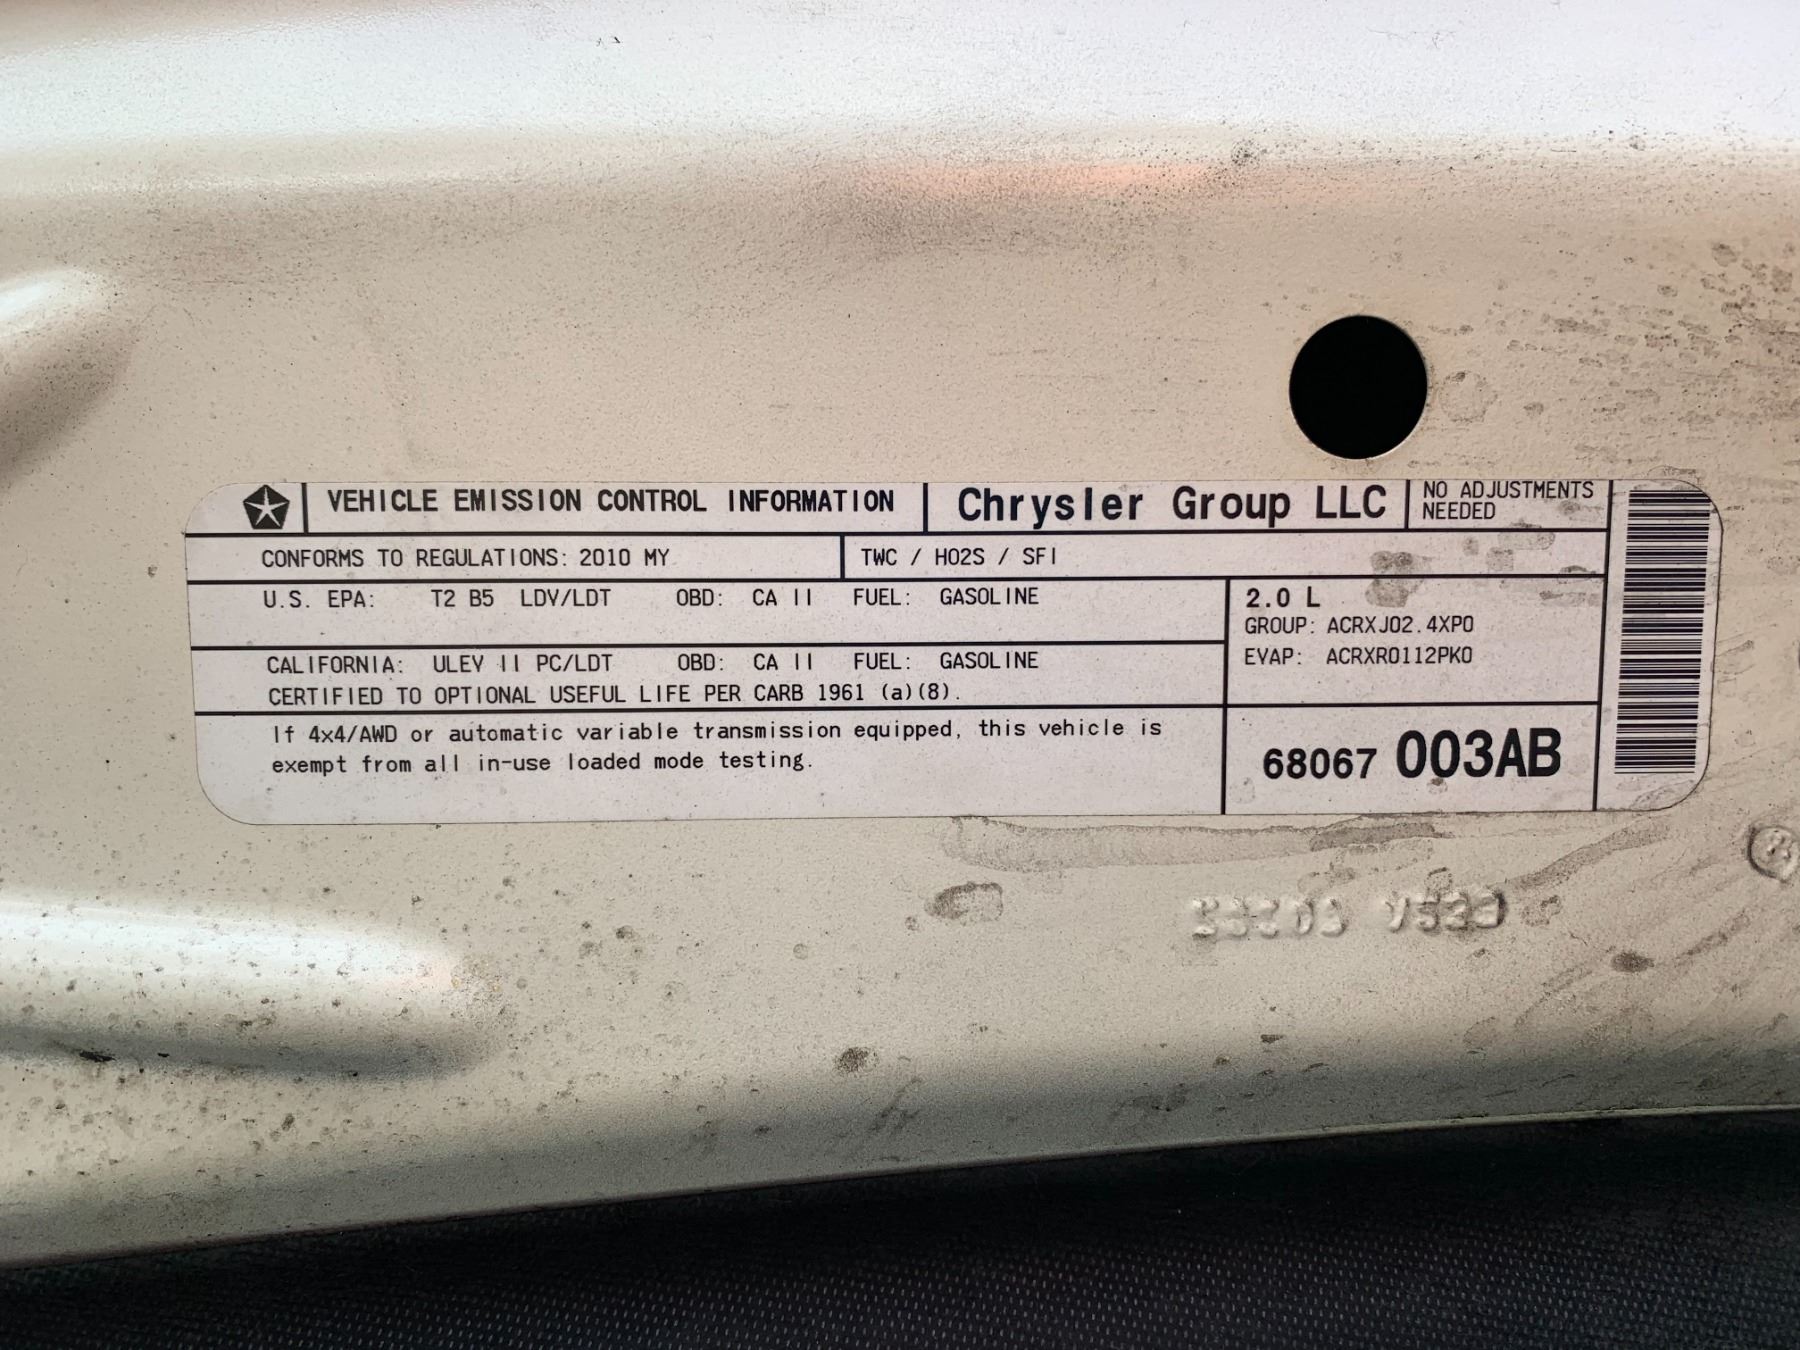 VEHICLE EMISSION CONTROL INFORMATION
Chrysler Group LLC
NO ADJUSTMENTS
NEEDED
CONFORMS TO REGULATIONS: 2010 MY
TWC / HO2S / SFI
U.S. EPA: T2 B5 LDV/LDT OBD: CA II FUEL: GASOLINE
CALIFORNIA: ULEV II PC/LDT OBD: CA II FUEL: GASOLINE
CERTIFIED TO OPTIONAL USEFUL LIFE PER CARB 1961 (a)(8).
2.0 L
GROUP: ACRXJ02.4XP0
EVAP: ACRXR0112PK0
If 4x4/AWD or automatic variable transmission equipped, this vehicle is
exempt from all in-use loaded mode testing.
68067 003AB